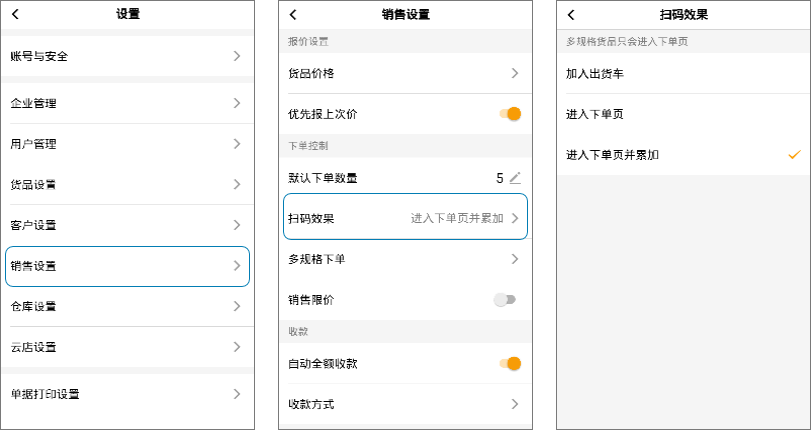 设置
账号与安全
企业管理
用户管理
货品设置
客户设置
销售设置
仓库设置
云店设置
单据打印设置
销售设置
报价设置
货品价格
优先报上次价
下单控制
默认下单数量 5
扫码效果 进入下单页并累加
多规格下单
销售限价
收款
自动全额收款
收款方式
扫码效果
多规格货品只会进入下单页
加入出货车
进入下单页
进入下单页并累加